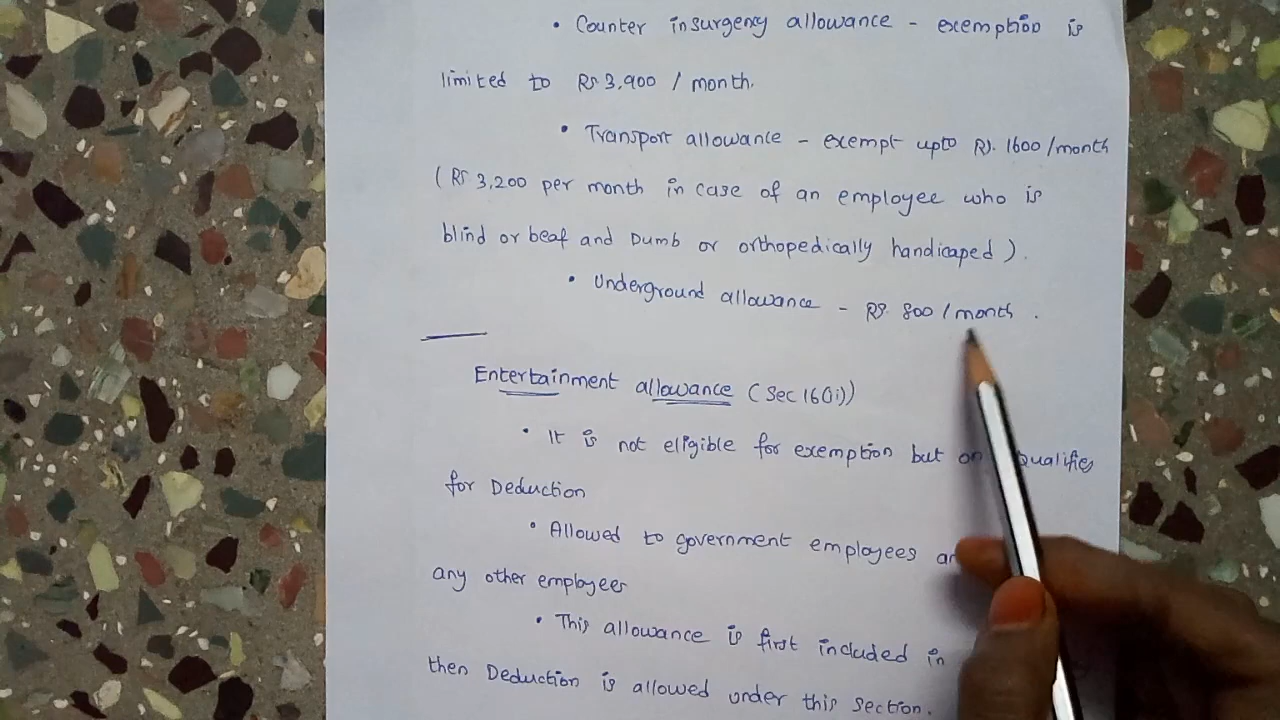 • Counter insurgency allowance - exemption is
limited to Rs 3,900 / month.
• Transport allowance - exempt upto Rs. 1600 /month
( Rs 3,200 per month in case of an employee who is
blind or beaf and Dumb or orthopedically handicaped ).
• Underground allowance - Rs. 800 / month .
Entertainment allowance ( Sec 16(ii))
• It is not eligible for exemption but qualifies
for Deduction
• Allowed to government employees
any other employees
• This allowance is first included in
then Deduction is allowed under this section.